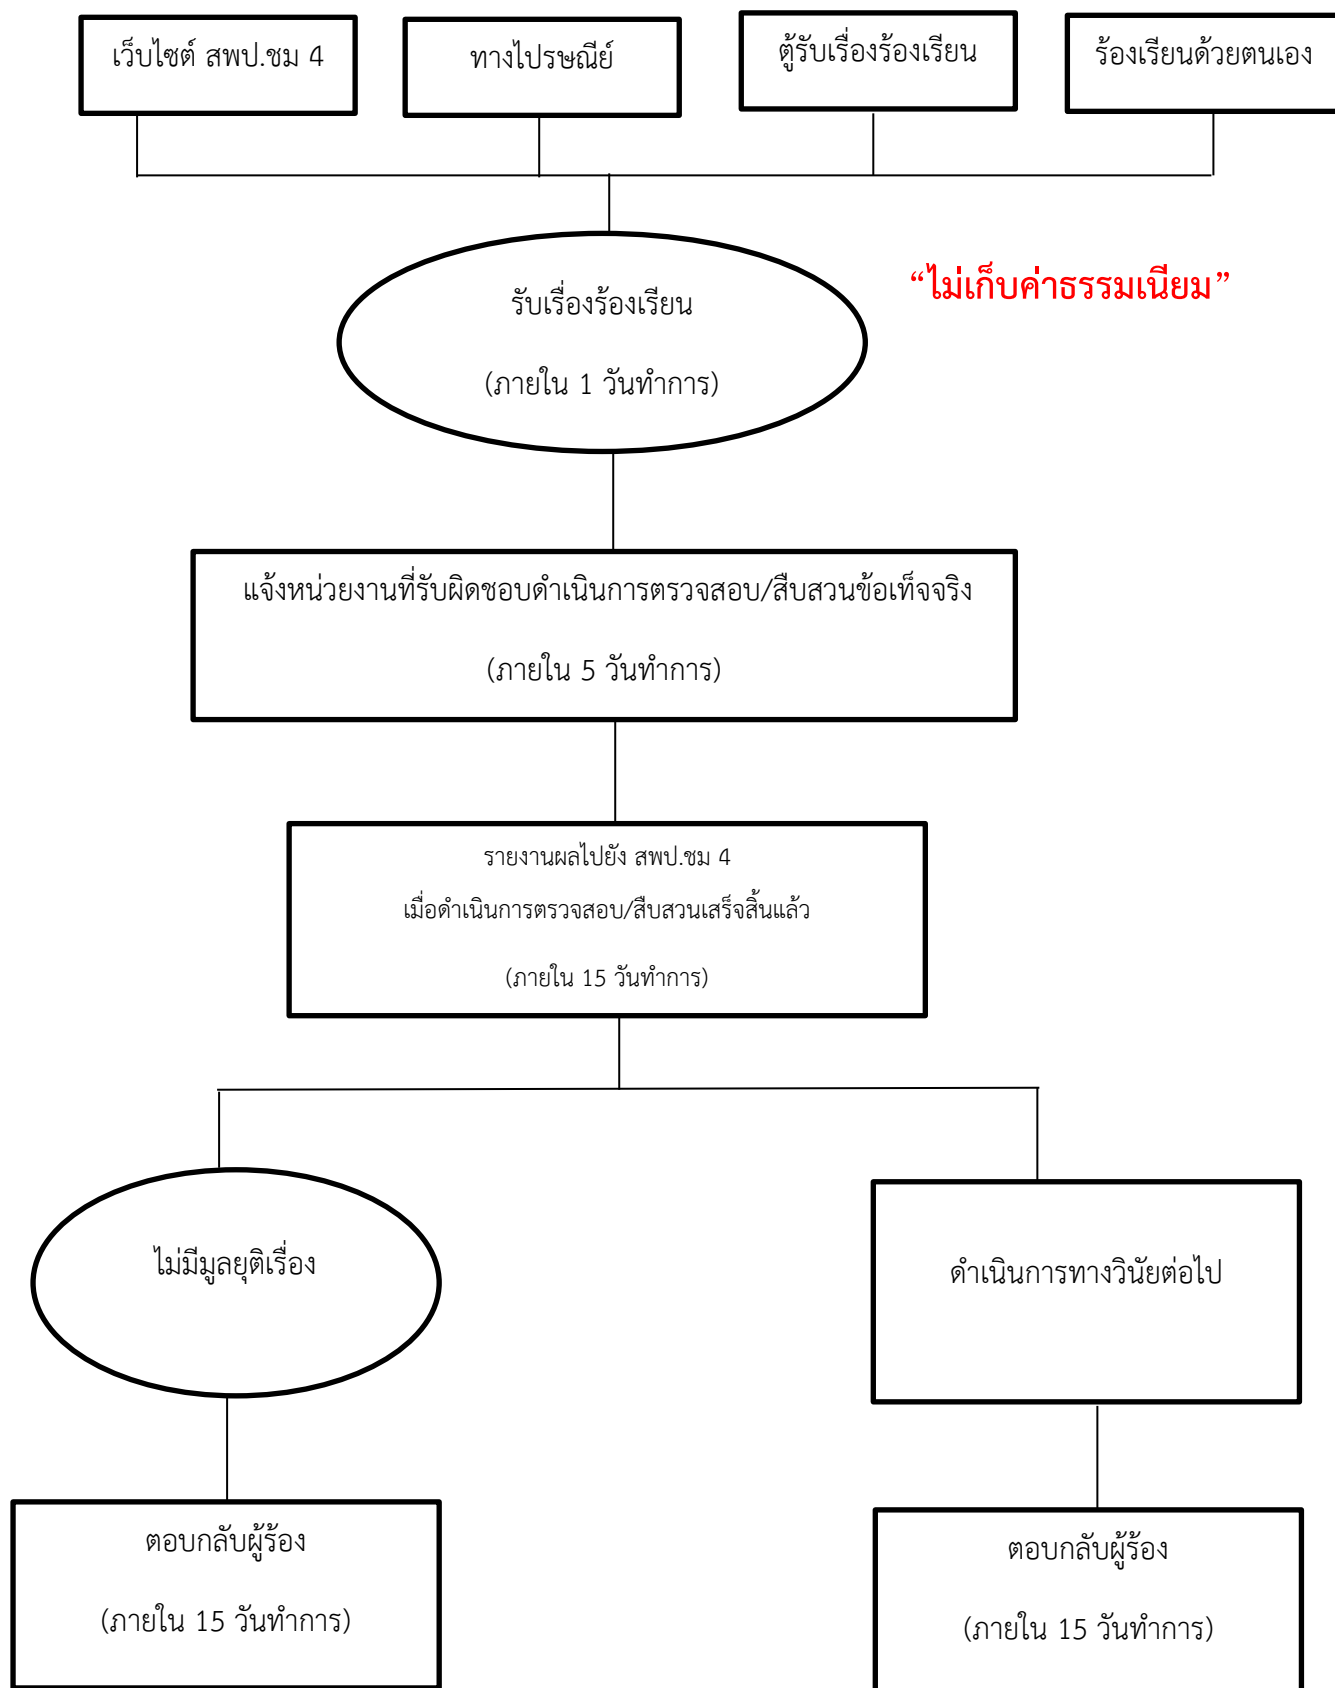 เว็บไซต์ สพป.ชม 4
ทางไปรษณีย์
ตู้รับเรื่องร้องเรียน
ร้องเรียนด้วยตนเอง
รับเรื่องร้องเรียน
(ภายใน 1 วันทำการ)
“ไม่เก็บค่าธรรมเนียม”
แจ้งหน่วยงานที่รับผิดชอบดำเนินการตรวจสอบ/สืบสวนข้อเท็จจริง
(ภายใน 5 วันทำการ)
รายงานผลไปยัง สพป.ชม 4
เมื่อดำเนินการตรวจสอบ/สืบสวนเสร็จสิ้นแล้ว
(ภายใน 15 วันทำการ)
ไม่มีมูลยุติเรื่อง
ดำเนินการทางวินัยต่อไป
ตอบกลับผู้ร้อง
(ภายใน 15 วันทำการ)
ตอบกลับผู้ร้อง
(ภายใน 15 วันทำการ)